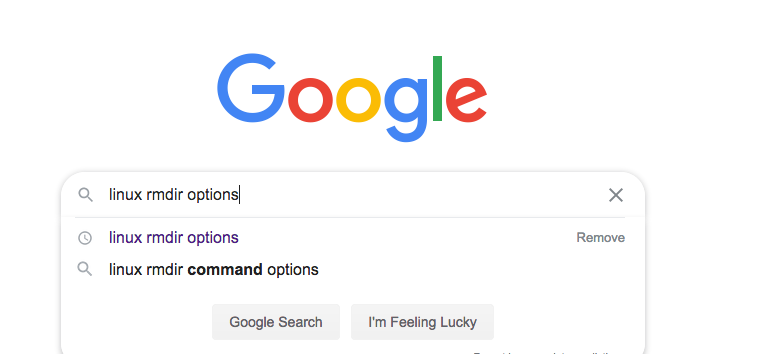 Google
linux rmdir options
linux rmdir options Remove
linux rmdir command options
Google Search I'm Feeling Lucky